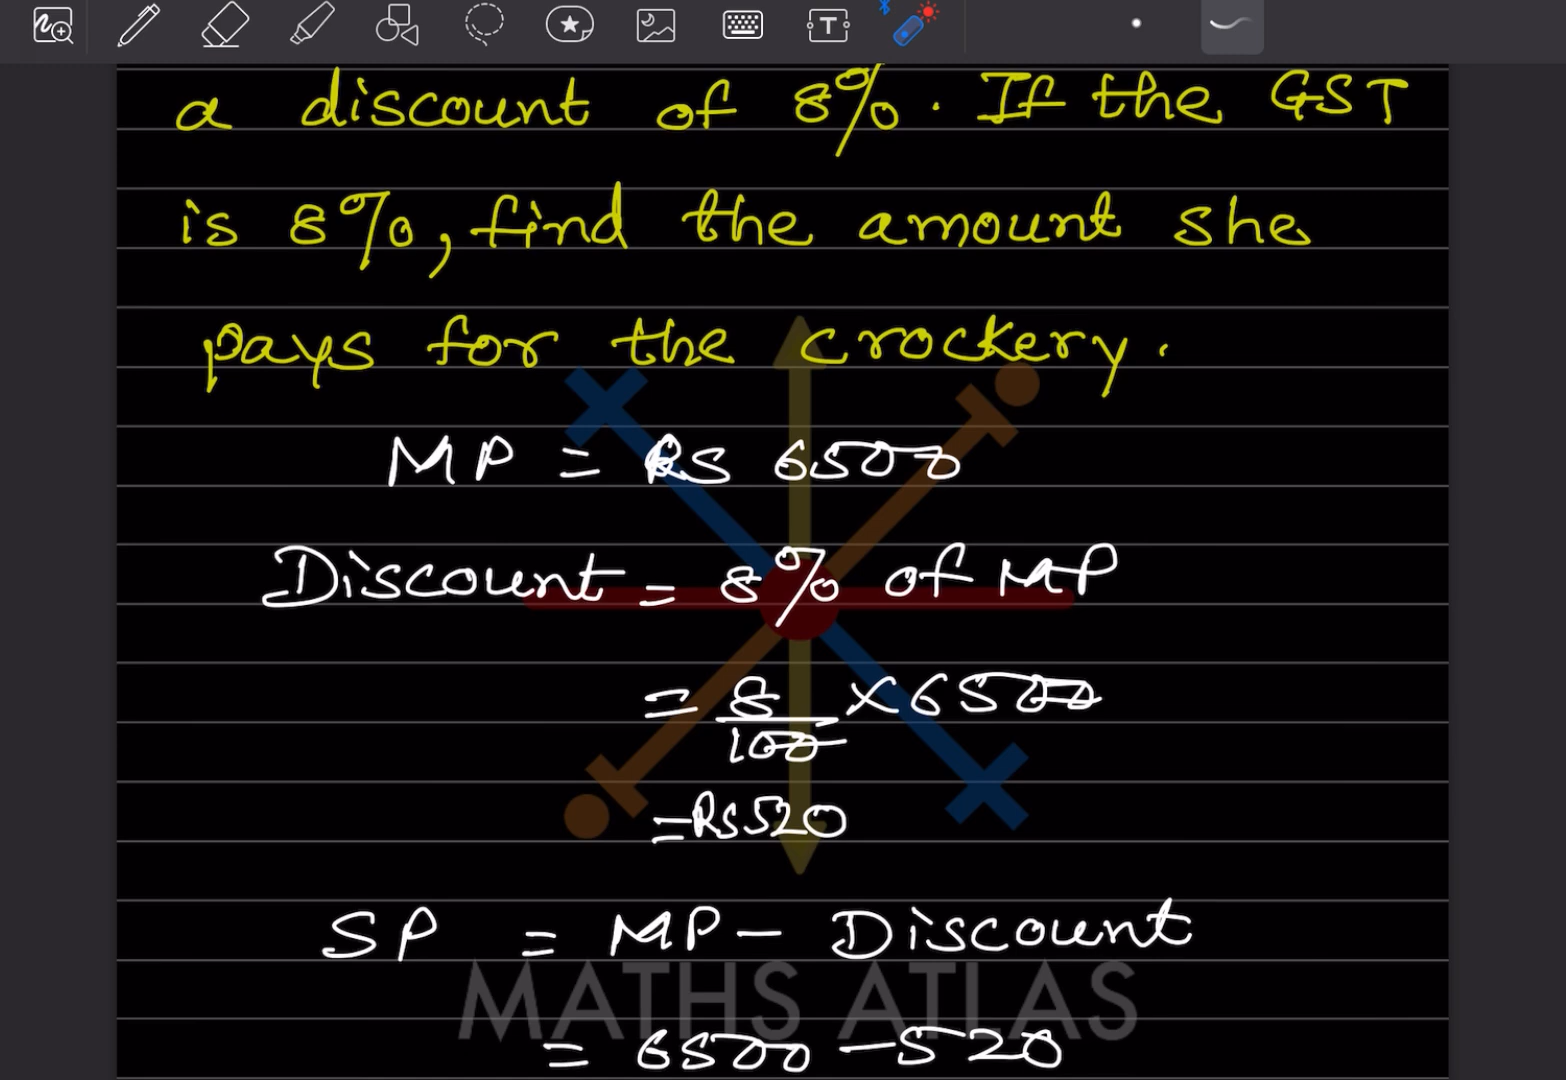 a discount of 8%. If the GST
is 8%, find the amount she
pays for the crockery.
MP = RS 6500
Discount = 8% of MP
= 8/100 × 6500
= RS 520
SP = MP - Discount
MATHS ATLAS
= 6500 - 520